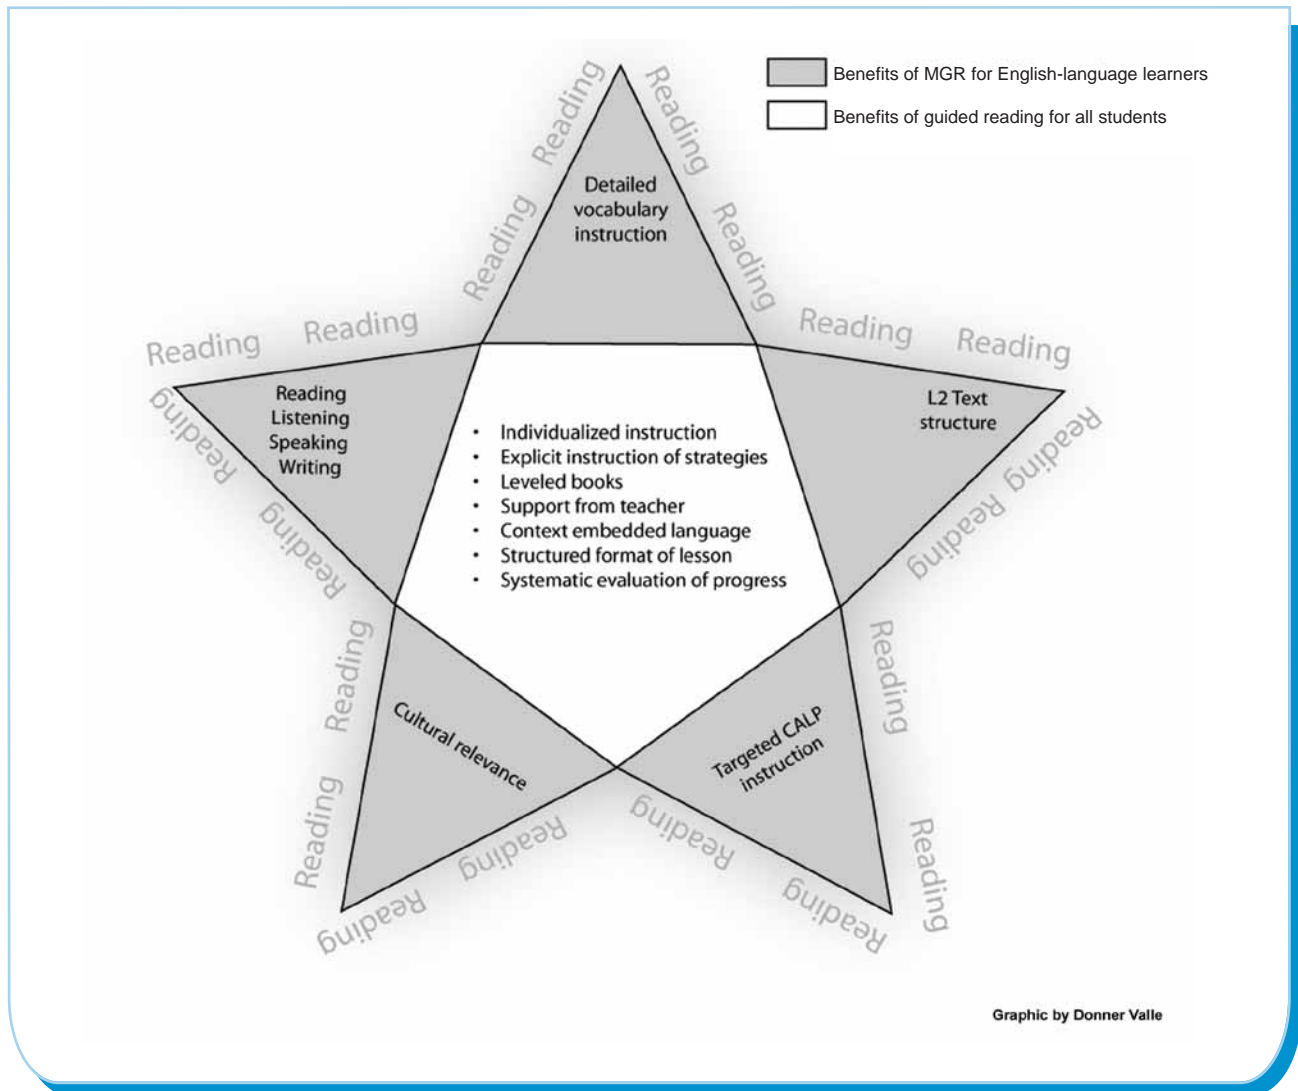 Benefits of MGR for English-language learners
Benefits of guided reading for all students
Reading
Reading
Reading
Reading
Detailed
vocabulary
instruction
Reading
Reading
Reading
Reading
Reading
Reading
Reading
Reading
Reading
Listening
Speaking
Writing
L2 Text
structure
• Individualized instruction
• Explicit instruction of strategies
• Leveled books
• Support from teacher
• Context embedded language
• Structured format of lesson
• Systematic evaluation of progress
Reading
Reading
Reading
Reading
Cultural relevance
Targeted CALP
instruction
Reading
Reading
Reading
Reading
Reading
Reading
Graphic by Donner Valle